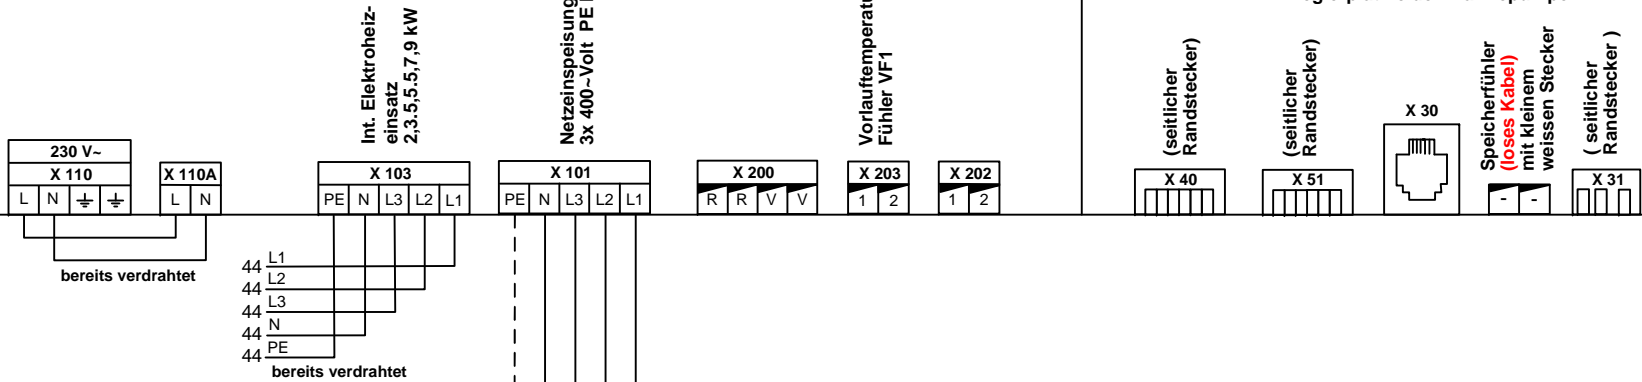 Int. Elektroheiz-
einsatz
2,3.5,5.5,7,9 kW
Netzeinspeisung
3x 400~Volt PE
Fühler VF1
(seitlicher
Randstecker)
(seitlicher
Randstecker)
X 30
Speicherfühler
(loses Kabel)
mit kleinem
weissen Stecker
( seitlicher
Randstecker )
230 V~
X 110
L N
X 110A
L N
X 103
PE N L3 L2 L1
X 101
PE N L3 L2 L1
X 200
R R V V
X 203
1 2
X 202
1 2
X 40
X 51
- -
X 31
bereits verdrahtet
44 L1
44 L2
44 L3
44 N
44 PE
bereits verdrahtet